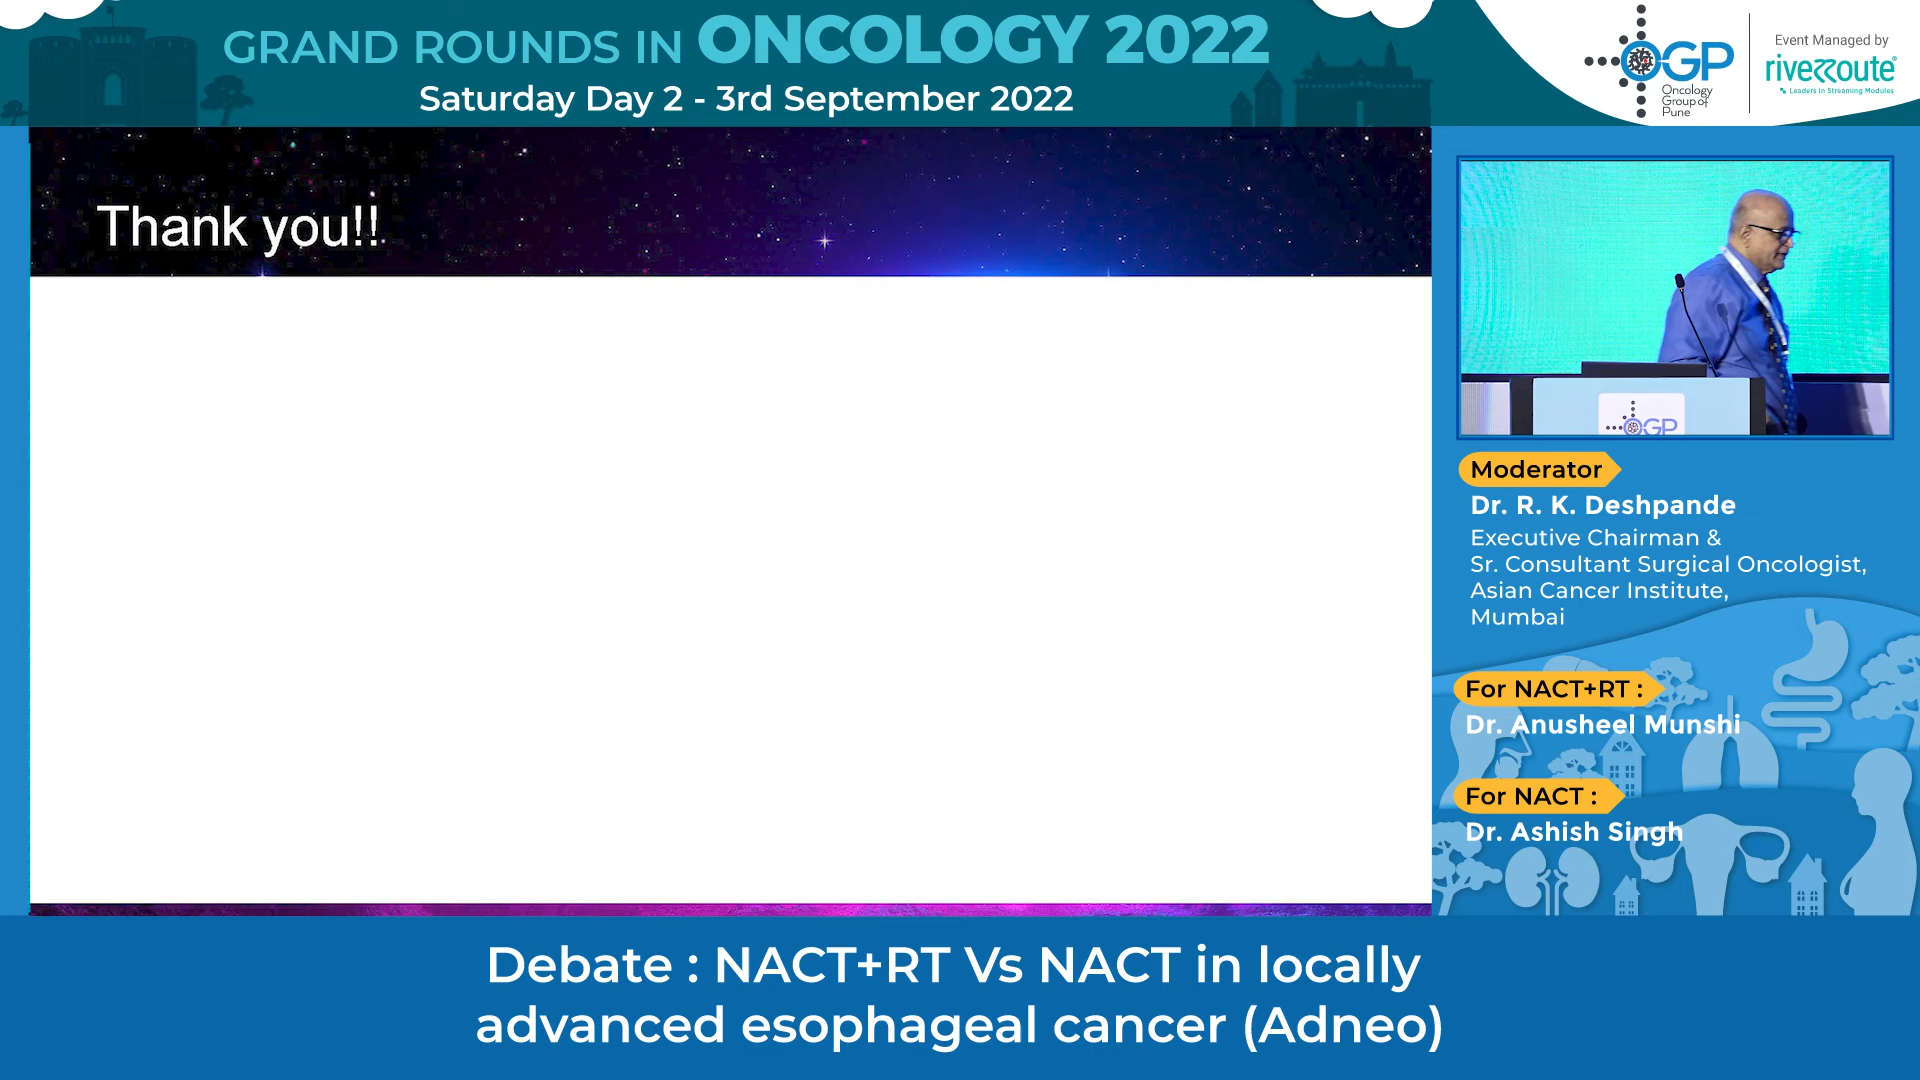 GRAND ROUNDS IN ONCOLOGY 2022
Saturday Day 2 - 3rd September 2022
OGP
Oncology
Group of
Pune
Event Managed by
riverroute
Leaders in Streaming Modules
Thank you!!
OGP
Moderator
Dr. R. K. Deshpande
Executive Chairman &
Sr. Consultant Surgical Oncologist,
Asian Cancer Institute,
Mumbai
For NACT+RT :
Dr. Anusheel Munshi
For NACT :
Dr. Ashish Singh
Debate : NACT+RT Vs NACT in locally
advanced esophageal cancer (Adneo)